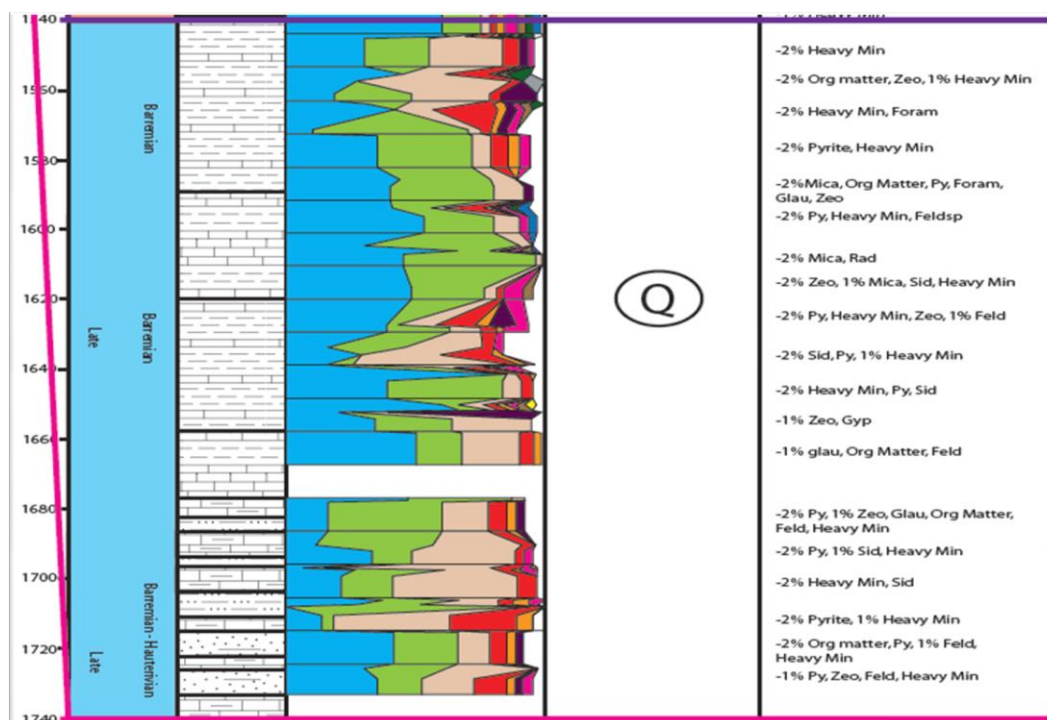 -1% Heavy Min
1540
-2% Heavy Min
-2% Org matter, Zeo, 1% Heavy Min
1560
-2% Heavy Min, Foram
Barremian
-2% Pyrite, Heavy Min
1580
-2%Mica, Org Matter, Py, Foram,
Glau, Zeo
-2% Py, Heavy Min, Feldsp
1600
-2% Mica, Rad
-2% Zeo, 1% Mica, Sid, Heavy Min
Q
1620
-2% Py, Heavy Min, Zeo, 1% Feld
Late
Barremian
-2% Sid, Py, 1% Heavy Min
1640
-2% Heavy Min, Py, Sid
-1% Zeo, Gyp
1660
-1% glau, Org Matter, Feld
1680
-2% Py, 1% Zeo, Glau, Org Matter,
Feld, Heavy Min
-2% Py, 1% Sid, Heavy Min
1700
-2% Heavy Min, Sid
Barremian - Hauterivian
-2% Pyrite, 1% Heavy Min
1720
-2% Org matter, Py, 1% Feld,
Heavy Min
Late
-1% Py, Zeo, Feld, Heavy Min
1740